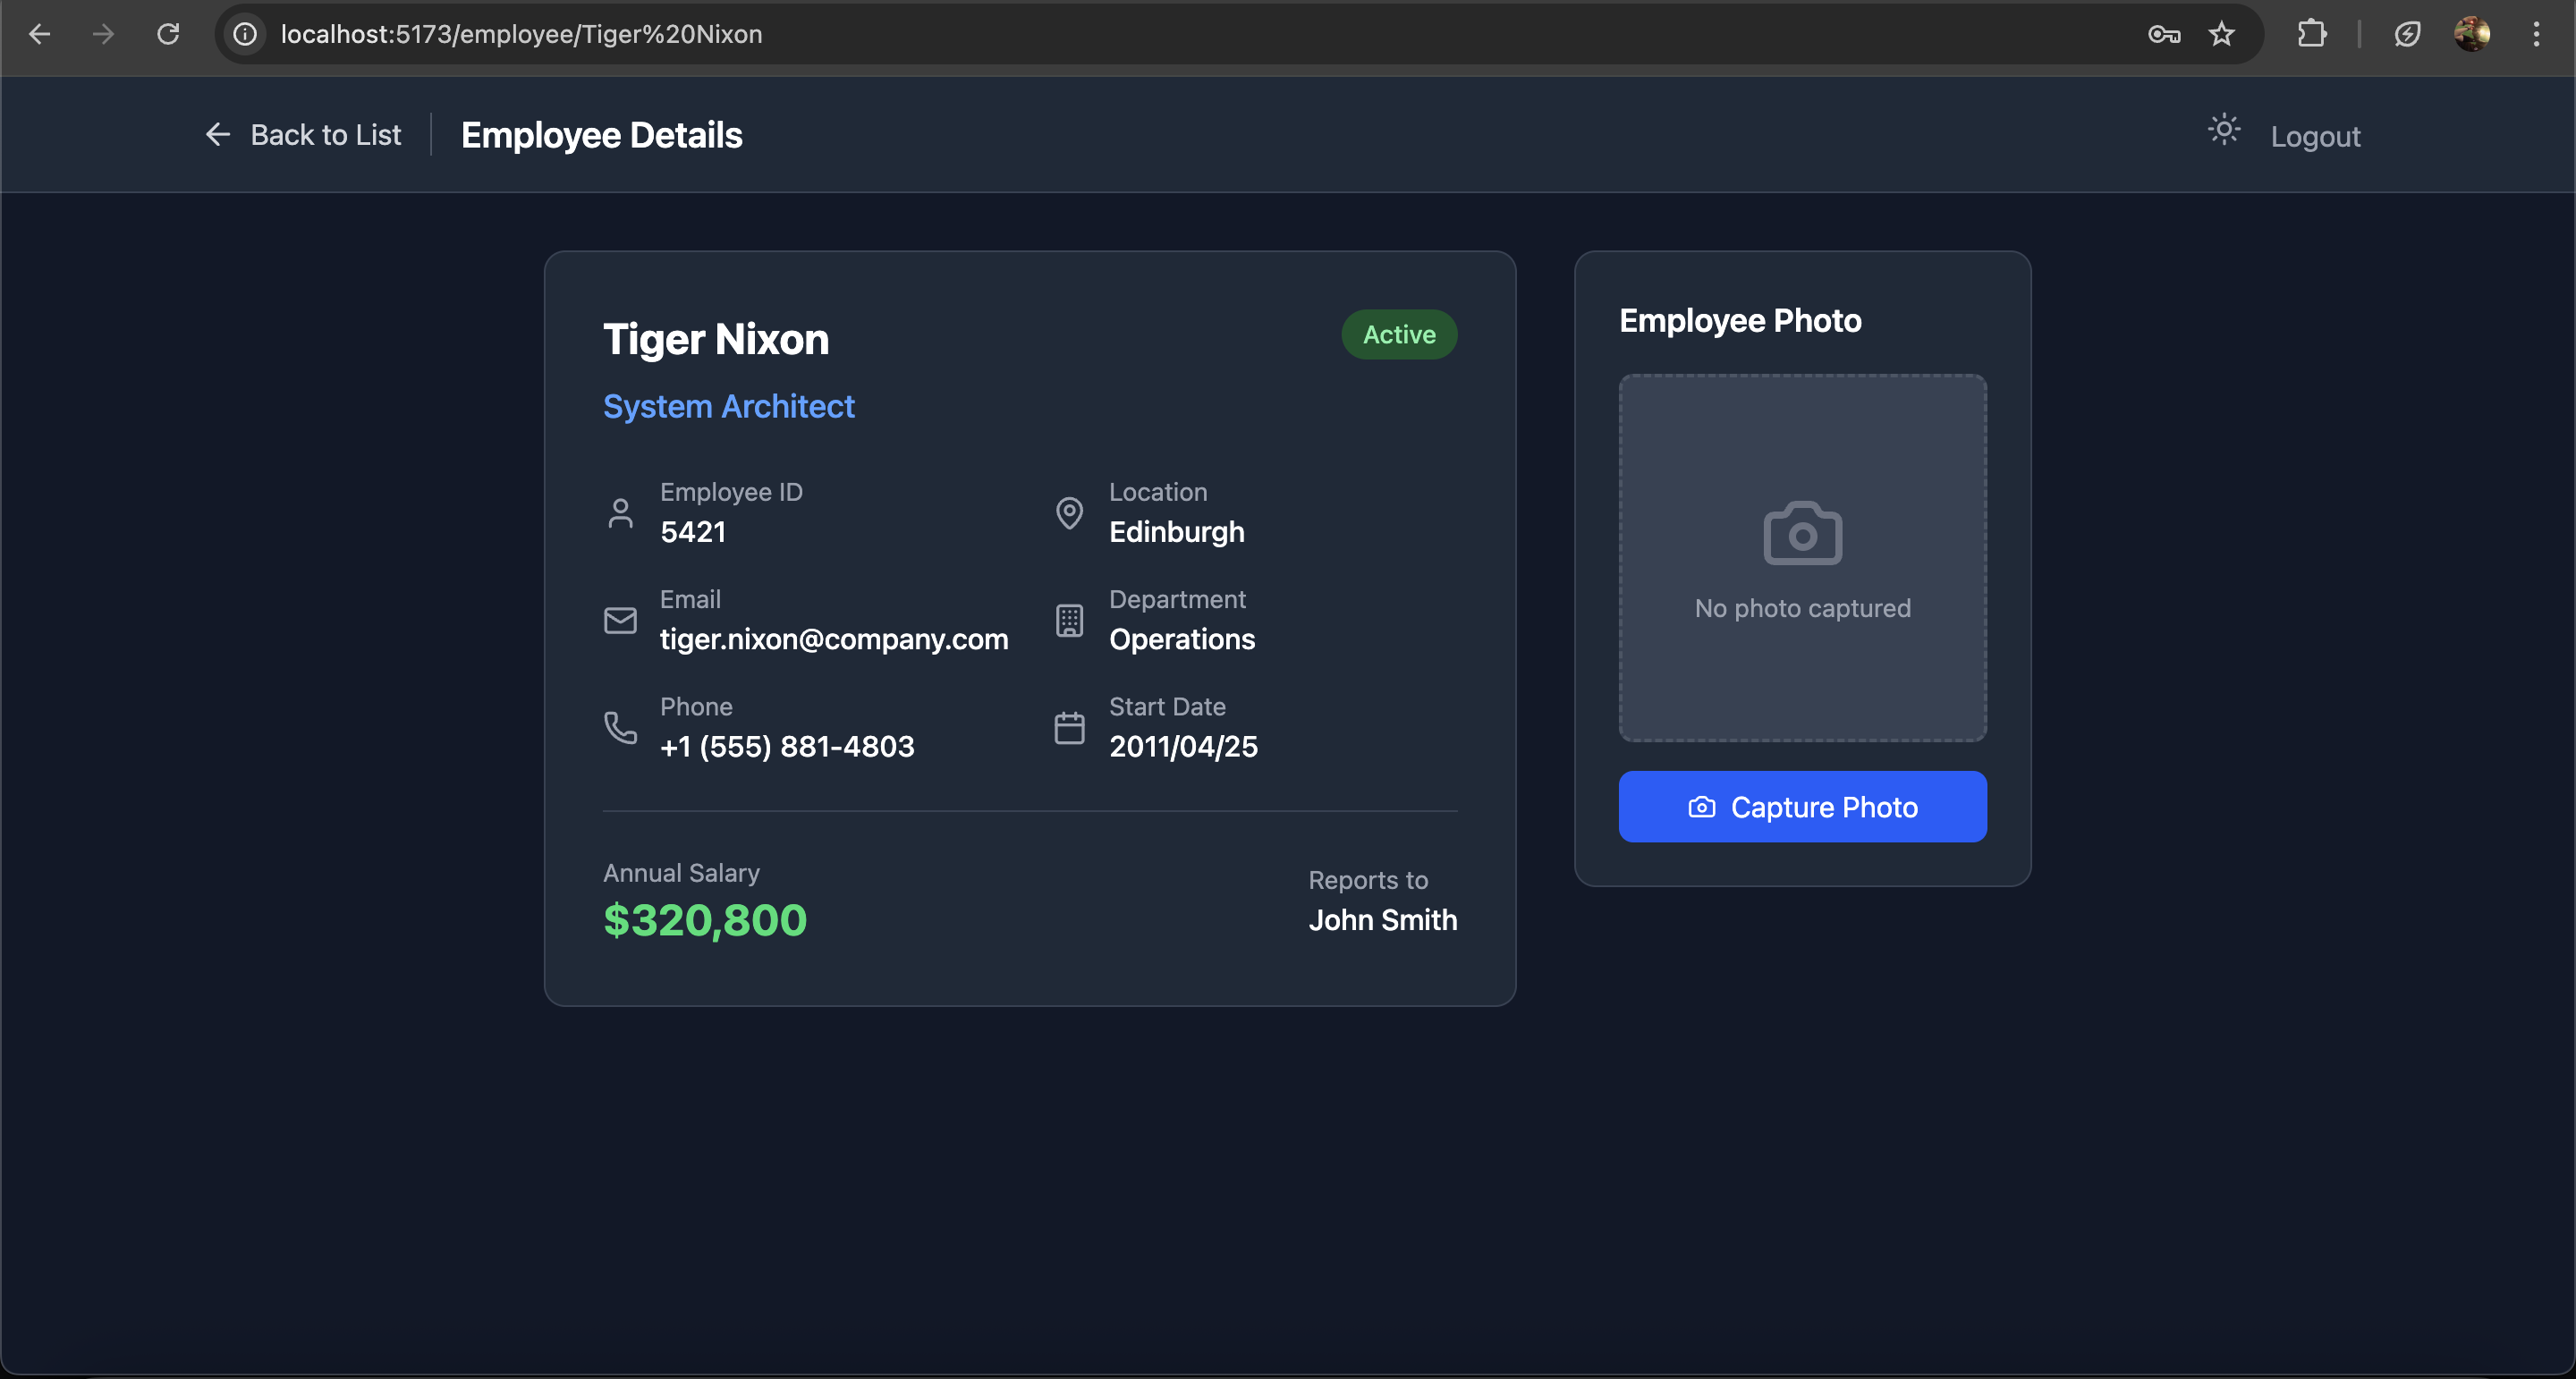 localhost:5173/employee/Tiger%20Nixon
Back to List
Employee Details
Logout
Tiger Nixon
Active
System Architect
Employee ID
5421
Location
Edinburgh
Email
tiger.nixon@company.com
Department
Operations
Phone
+1 (555) 881-4803
Start Date
2011/04/25
Annual Salary
$320,800
Reports to
John Smith
Employee Photo
No photo captured
Capture Photo